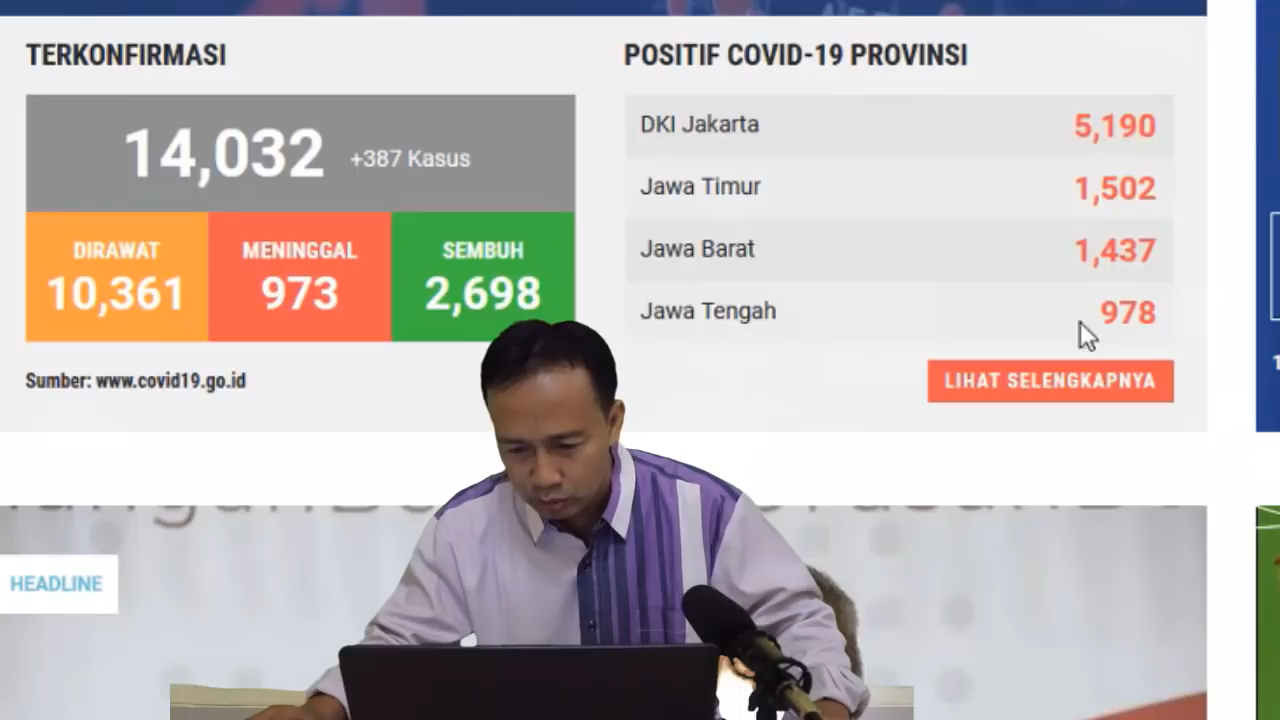 TERKONFIRMASI
14,032 +387 Kasus
DIRAWAT
10,361
MENINGGAL
973
SEMBUH
2,698
Sumber: www.covid19.go.id
POSITIF COVID-19 PROVINSI
DKI Jakarta 5,190
Jawa Timur 1,502
Jawa Barat 1,437
Jawa Tengah 978
LIHAT SELENGKAPNYA
HEADLINE